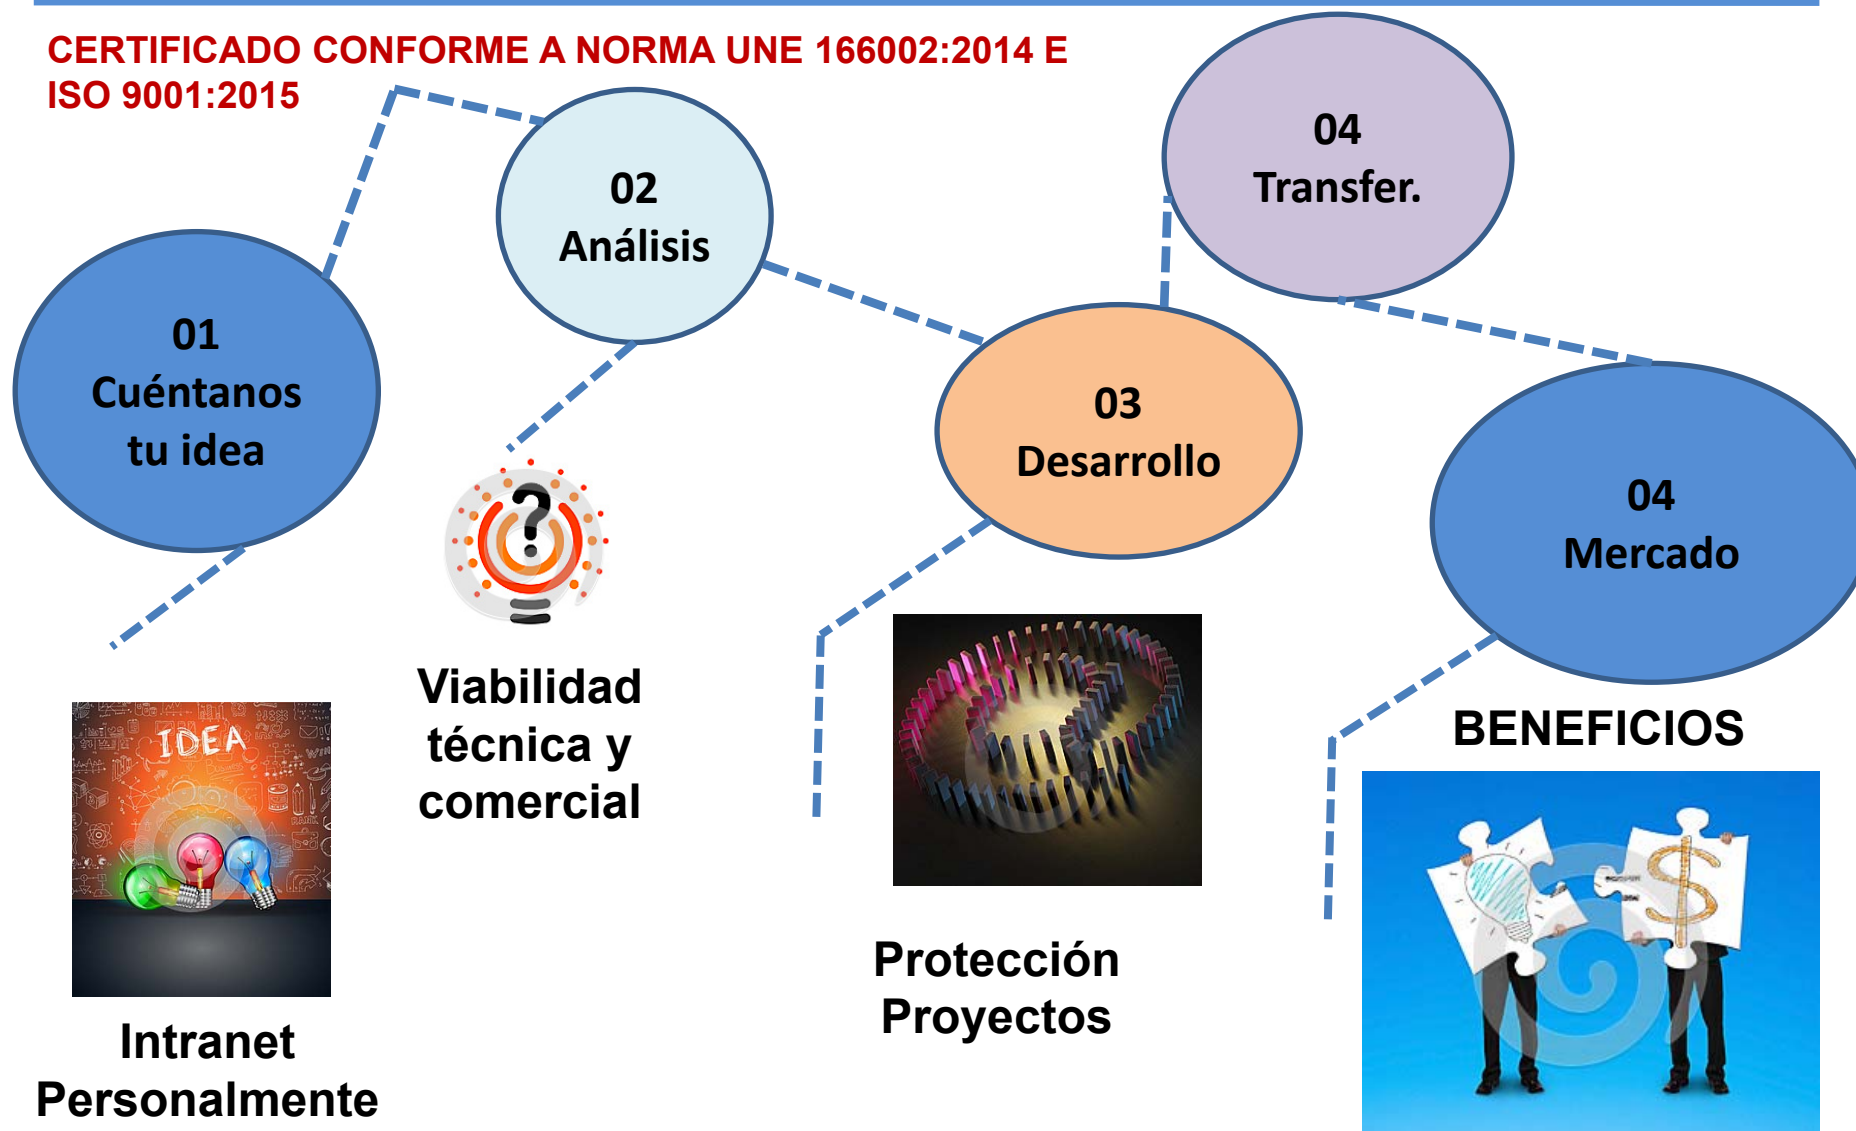 CERTIFICADO CONFORME A NORMA UNE 166002:2014 E
ISO 9001:2015
01
Cuéntanos
tu idea
02
Análisis
03
Desarrollo
04
Transfer.
04
Mercado
IDEA
Intranet
Personalmente
Viabilidad
técnica y
comercial
Protección
Proyectos
BENEFICIOS